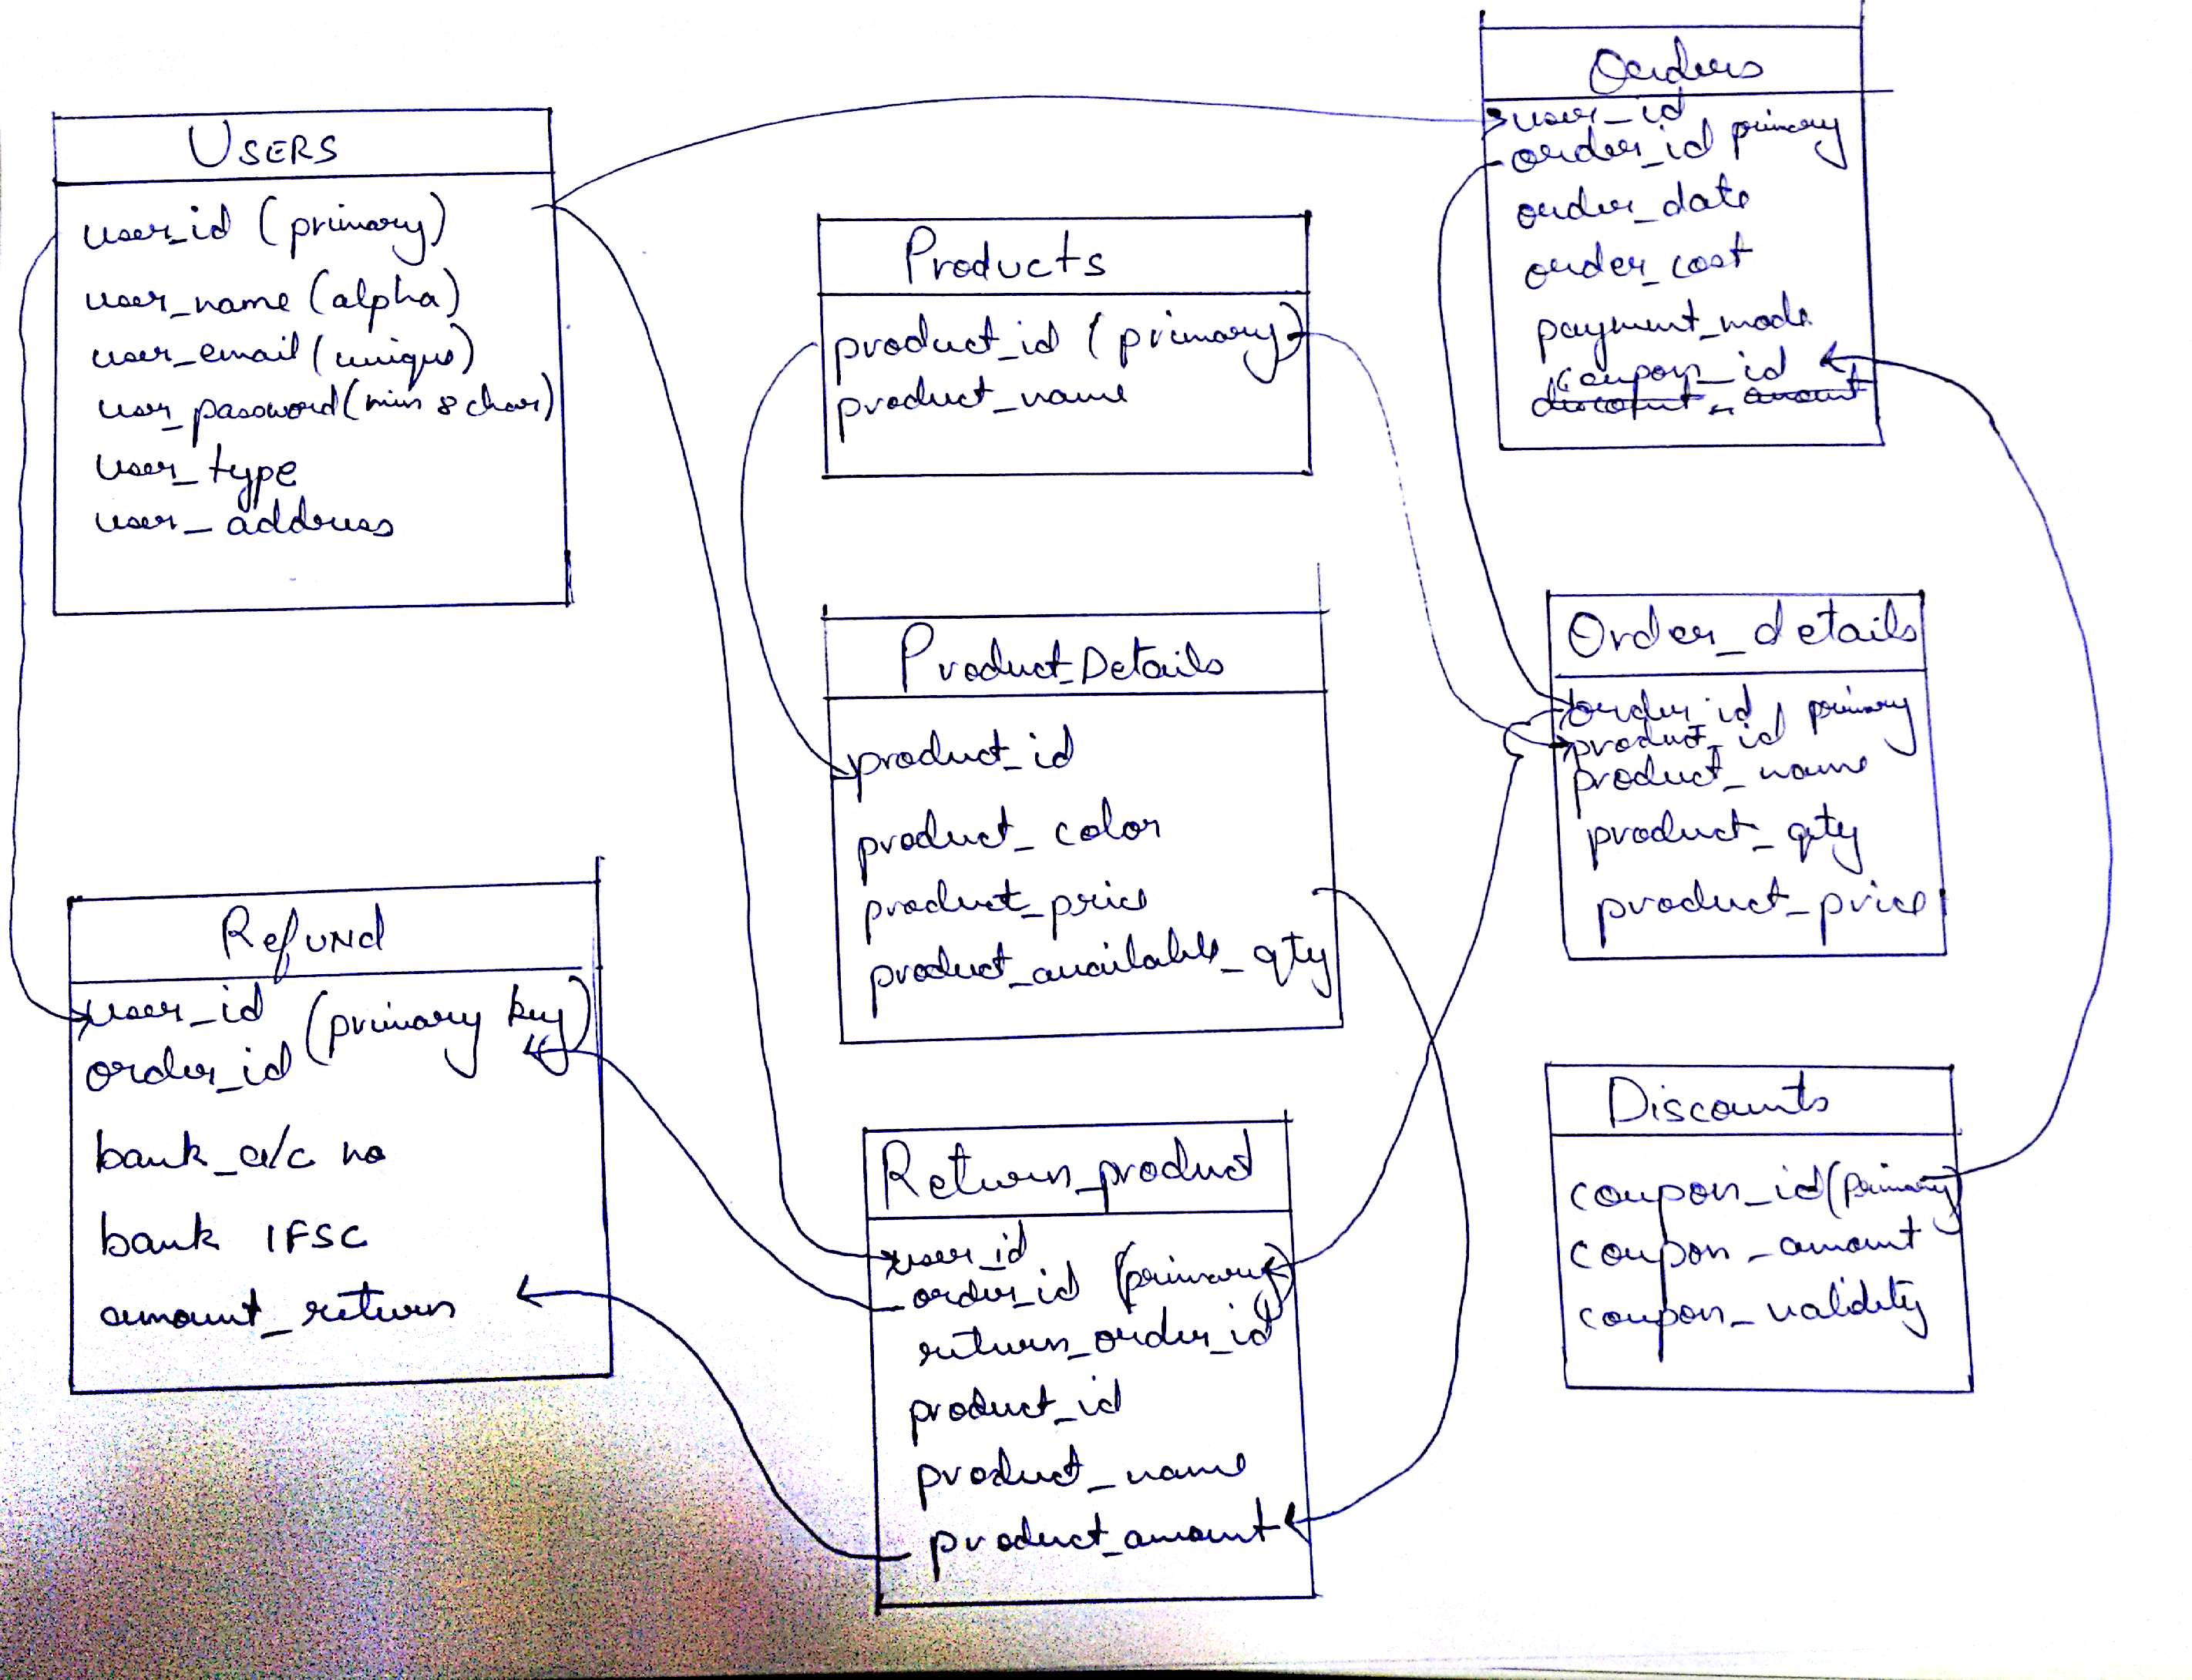 USERS
user_id (primary)
user_name (alpha)
user_email (unique)
user_password (min 8 char)
user_type
user_address
Products
product_id (primary)
product_name
Orders
user_id
order_id primary
order_date
order_cost
payment_mode
coupon_id
discount_amount
Product_Details
product_id
product_color
product_price
product_available_qty
Order_details
order_id primary
product_id
product_name
product_qty
product_price
Refund
user_id (primary key)
order_id
bank_a/c no
bank IFSC
amount_return
Return_product
user_id
order_id (primary)
return_order_id
product_id
product_name
product_amount
Discounts
coupon_id (primary)
coupon_amount
coupon_validity